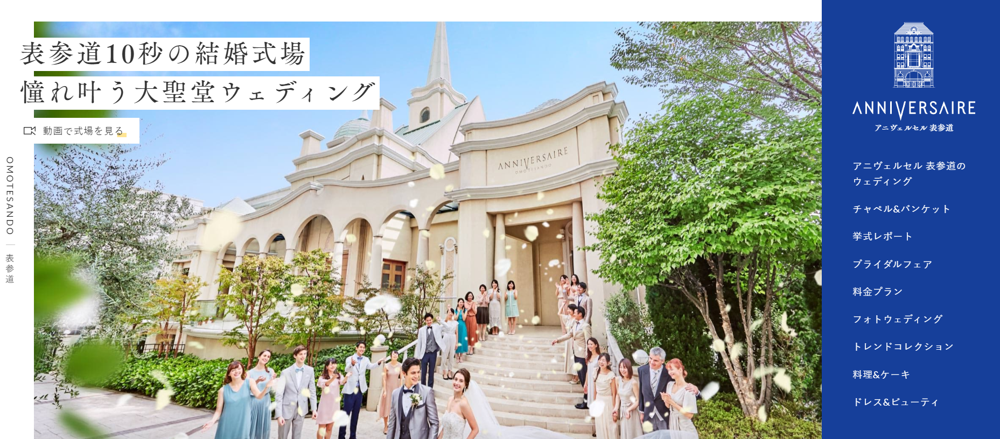 表参道10秒の結婚式場
憧れ叶う大聖堂ウェディング
動画で式場を見る
OMOTESANDO
表参道
ANNIVERSAIRE
OMOTESANDO
ANNIVERSAIRE
アニヴェルセル 表参道
アニヴェルセル 表参道の
ウェディング
チャペル&バンケット
挙式レポート
ブライダルフェア
料金プラン
フォトウェディング
トレンドコレクション
料理&ケーキ
ドレス&ビューティ